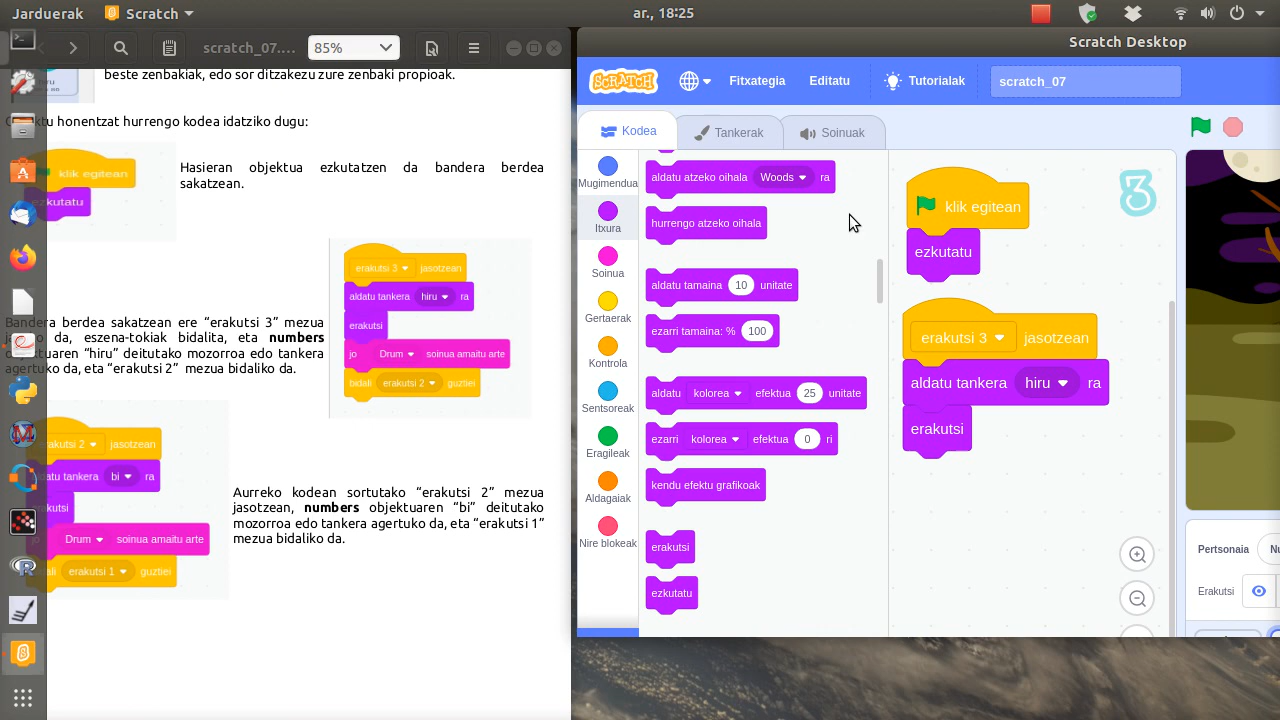 Jarduerak
Scratch
ar., 18:25
scratch_07....
85%
beste zenbakiak, edo sor ditzakezu zure zenbaki propioak.
honentzat hurrengo kodea idatziko dugu:
klik egitean
ezkutatu
Hasieran objektua ezkutatzen da bandera berdea
sakatzean.
erakutsi 3 jasotzean
aldatu tankera hiru ra
erakutsi
jo Drum soinua amaitu arte
bidali erakutsi 2 guztiei
Bandera berdea sakatzean ere “erakutsi 3” mezua
da, eszena-tokiak bidalita, eta numbers
“hiru” deitutako mozorroa edo tankera
agertuko da, eta “erakutsi 2” mezua bidaliko da.
erakutsi 2 jasotzean
aldatu tankera bi ra
erakutsi
jo Drum soinua amaitu arte
bidali erakutsi 1 guztiei
Aurreko kodean sortutako “erakutsi 2” mezua
jasotzean, numbers objektuaren “bi” deitutako
mozorroa edo tankera agertuko da, eta “erakutsi 1”
mezua bidaliko da.
Scratch Desktop
SCRATCH
Fitxategia
Editatu
Tutorialak
scratch_07
Kodea
Tankerak
Soinuak
Mugimendua
Itxura
Soinua
Gertaerak
Kontrola
Sentsoreak
Eragileak
Aldagaiak
Nire blokeak
aldatu atzeko oihala Woods ra
hurrengo atzeko oihala
aldatu tamaina 10 unitate
ezarri tamaina: % 100
aldatu kolorea efektua 25 unitate
ezarri kolorea efektua 0 ri
kendu efektu grafikoak
erakutsi
ezkutatu
klik egitean
ezkutatu
3
erakutsi 3 jasotzean
aldatu tankera hiru ra
erakutsi
Pertsonaia
Nu
Erakutsi